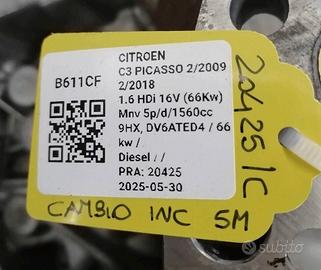 CITROEN
C3 PICASSO 2/2009
2/2018
B611CF
1.6 HDi 16V (66Kw)
Mnv 5p/d/1560cc
9HX, DV6ATED4 / 66
kw /
Diesel / /
PRA: 20425
2025-05-30
CAMBIO INC 5M
20425 1C
subito